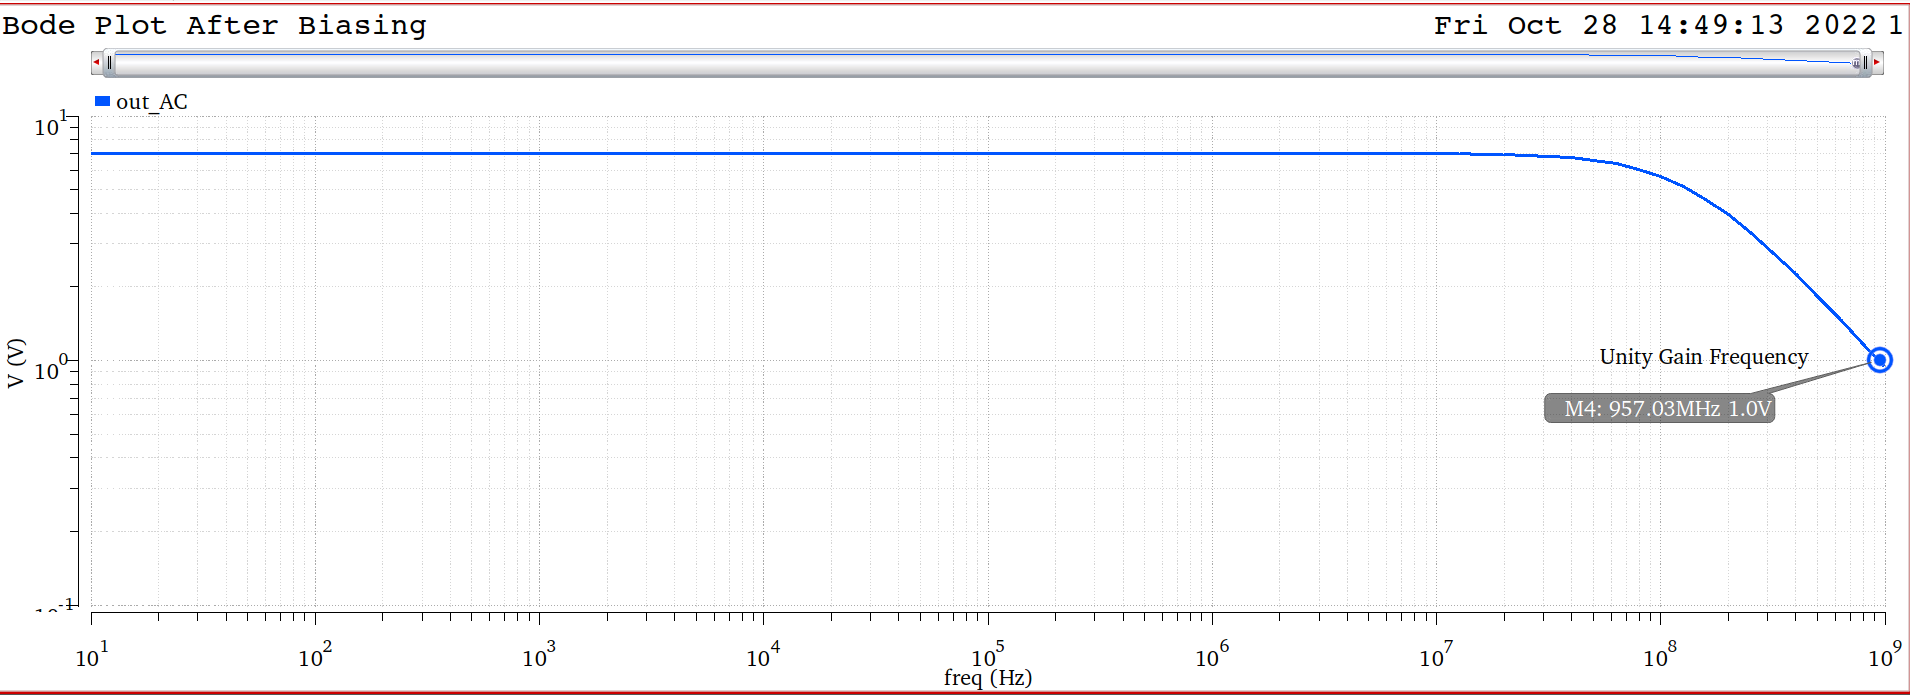 Bode Plot After Biasing
Fri Oct 28 14:49:13 2022 1
out_AC
10^1
10^0
10^-1
V (V)
Unity Gain Frequency
M4: 957.03MHz 1.0V
10^1 10^2 10^3 10^4 10^5 10^6 10^7 10^8 10^9
freq (Hz)